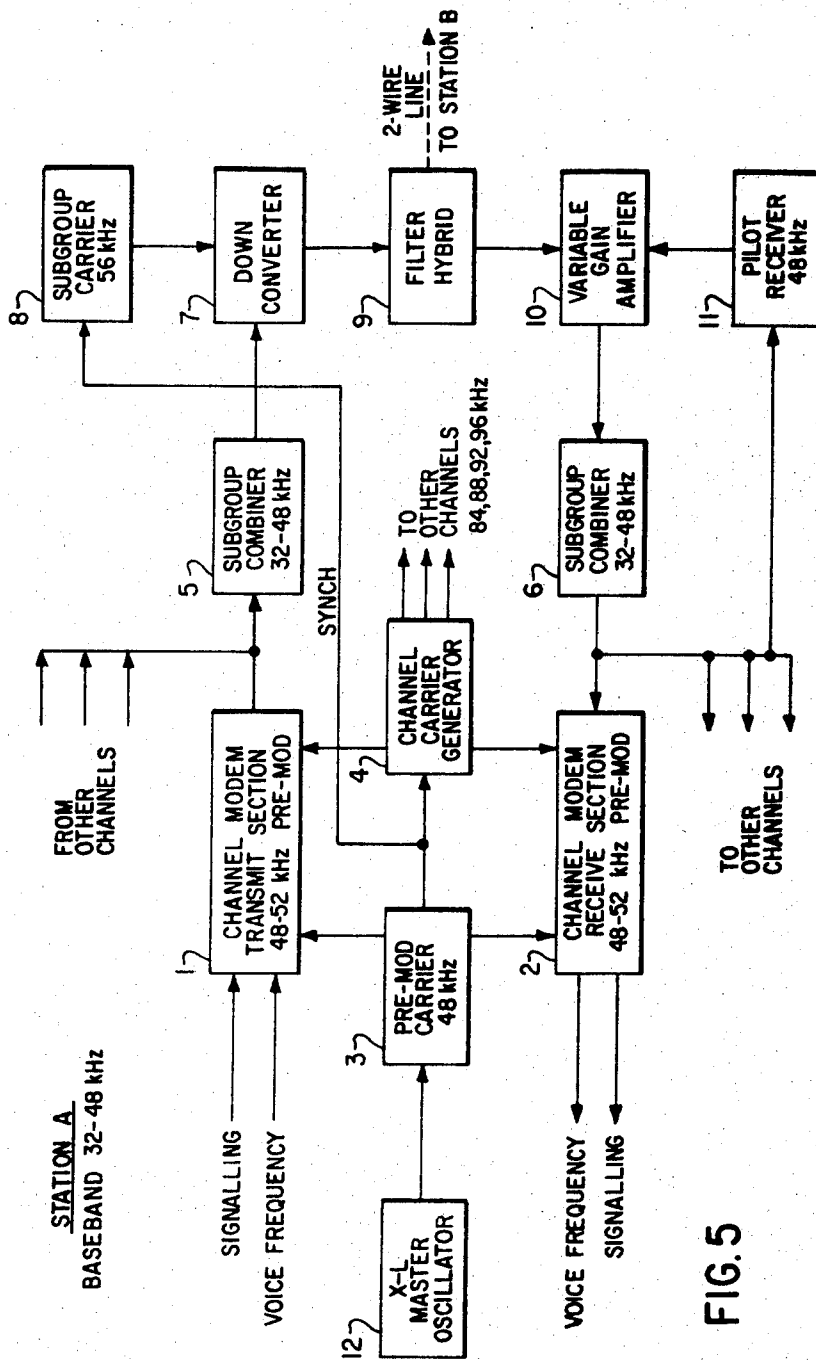 STATION A
BASEBAND 32-48 kHz
FROM
OTHER
CHANNELS
8
SUBGROUP
CARRIER
56 kHz
SIGNALLING
VOICE FREQUENCY
1
CHANNEL MODEM
TRANSMIT SECTION
48-52 kHz PRE-MOD
5
SUBGROUP
COMBINER
32-48 kHz
7
DOWN
CONVERTER
SYNCH
12
X-L
MASTER
OSCILLATOR
3
PRE-MOD
CARRIER
48 kHz
4
CHANNEL
CARRIER
GENERATOR
TO
OTHER
CHANNELS
84,88,92,96 kHz
9
FILTER
HYBRID
2-WIRE
LINE
TO STATION B
VOICE FREQUENCY
SIGNALLING
2
CHANNEL MODEM
RECEIVE SECTION
48-52 kHz PRE-MOD
6
SUBGROUP
COMBINER
32-48 kHz
10
VARIABLE
GAIN
AMPLIFIER
TO
OTHER
CHANNELS
11
PILOT
RECEIVER
48 kHz
FIG. 5